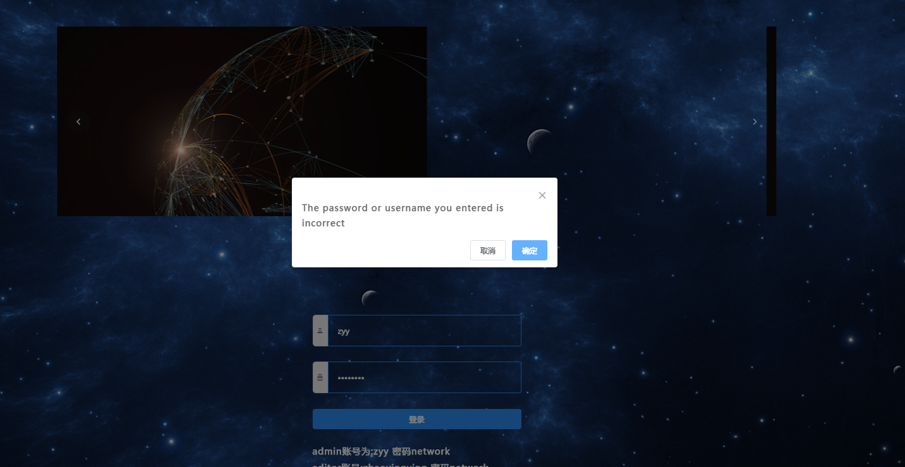 The password or username you entered is
incorrect
取消
确定
zyy
********
登录
admin账号为:zyy 密码network